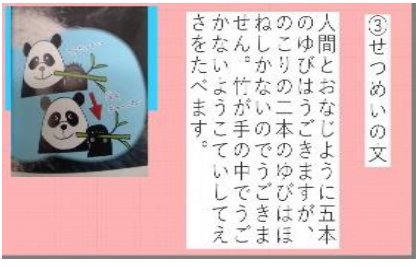 ③せつめいの文
人間とおなじように五本
のゆびはうごきますが、
のこりの二本のゆびはほ
ねしかないのでうごきま
せん。竹が手の中でうご
かないようこていしてえ
さをたべます。